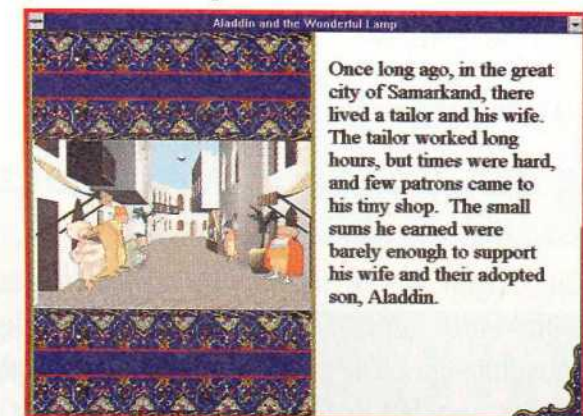 Aladdin and the Wonderful Lamp
Once long ago, in the great
city of Samarkand, there
lived a tailor and his wife.
The tailor worked long
hours, but times were hard,
and few patrons came to
his tiny shop.  The small
sums he earned were
barely enough to support
his wife and their adopted
son, Aladdin.